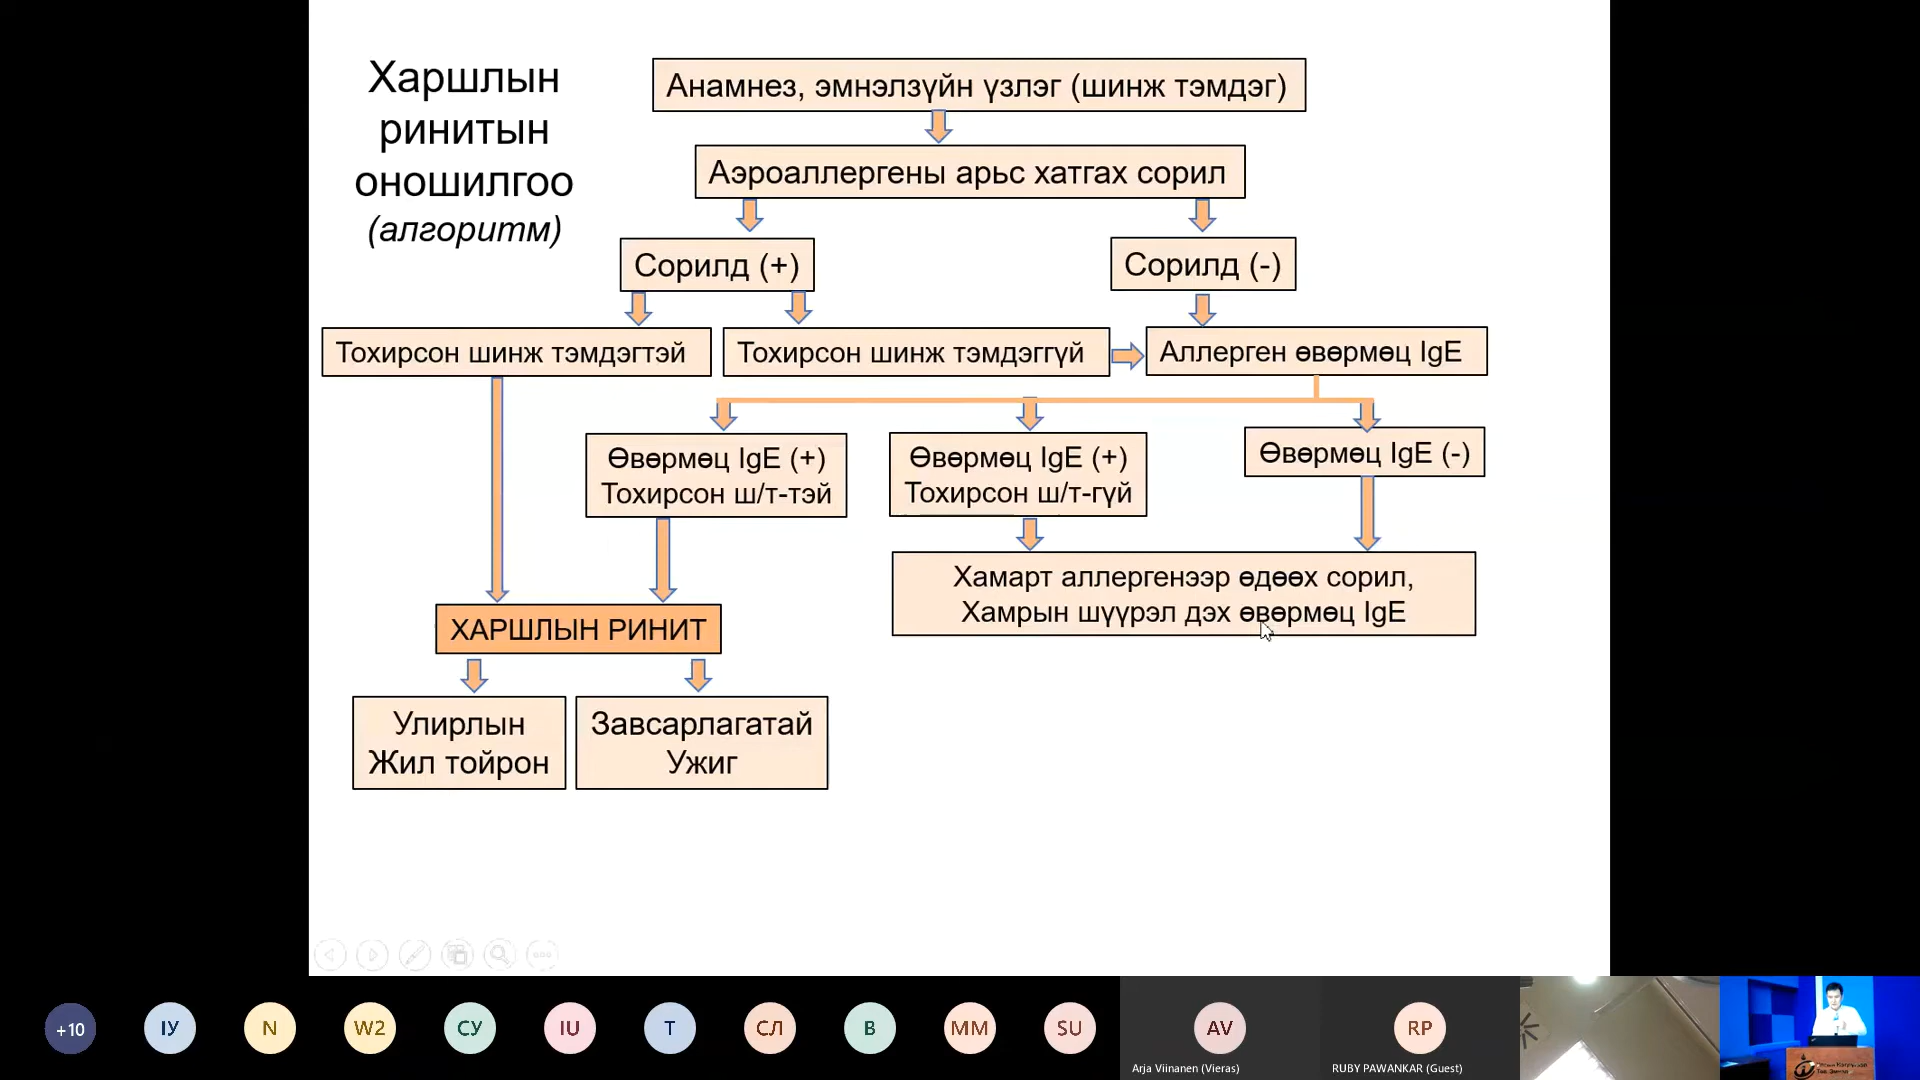 Харшлын
ринитын
оношилгоо
(алгоритм)
Анамнез, эмнэлзүйн үзлэг (шинж тэмдэг)
Аэроаллергены арьс хатгах сорил
Сорилд (+)
Сорилд (-)
Тохирсон шинж тэмдэгтэй
Тохирсон шинж тэмдэггүй
Аллерген өвөрмөц IgE
Өвөрмөц IgE (+)
Тохирсон ш/т-тэй
Өвөрмөц IgE (+)
Тохирсон ш/т-гүй
Өвөрмөц IgE (-)
Хамарт аллергенээр өдөөх сорил,
Хамрын шүүрэл дэх өвөрмөц IgE
ХАРШЛЫН РИНИТ
Улирлын
Жил тойрон
Завсарлагатай
Ужиг
+10
IУ
N
W2
СУ
IU
T
СЛ
B
MM
SU
AV
Arja Viinanen (Vieras)
RP
RUBY PAWANKAR (Guest)